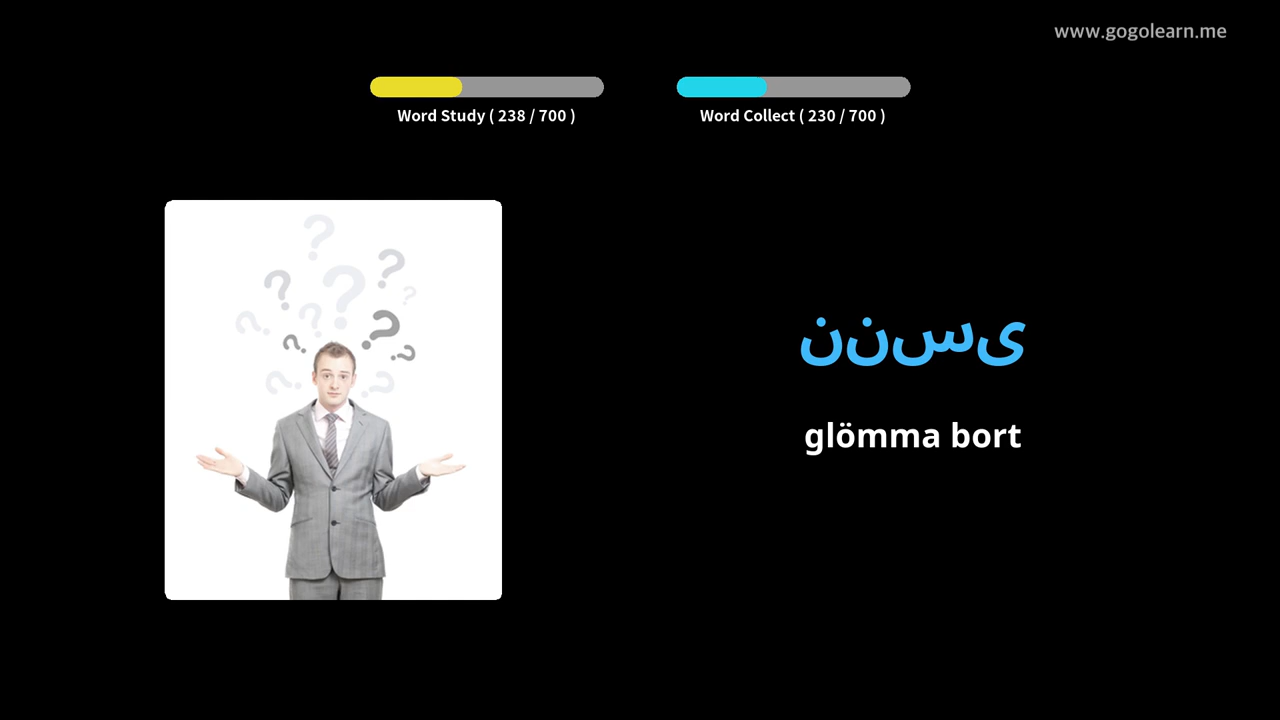 www.gogolearn.me
Word Study ( 238 / 700 )
Word Collect ( 230 / 700 )
ننسى
glömma bort